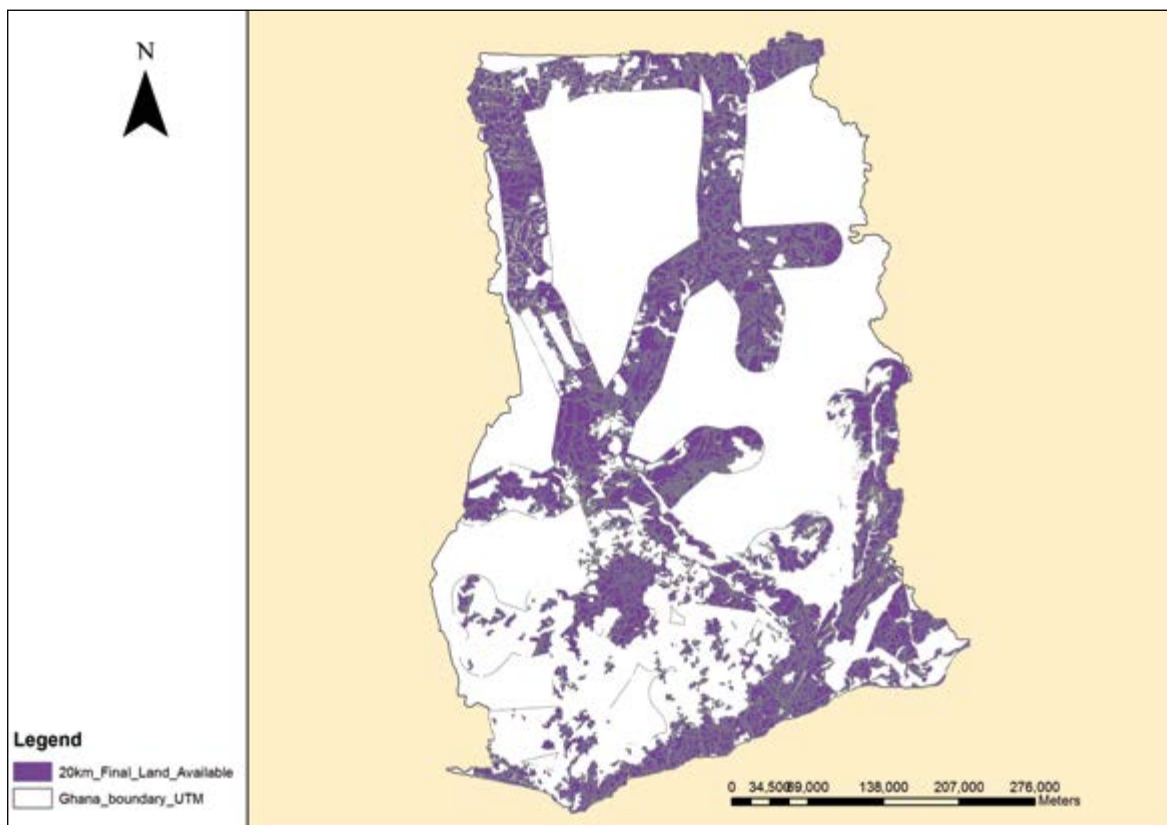 N
Legend
20km_Final_Land_Available
Ghana_boundary_UTM
0 34,500 69,000 138,000 207,000 276,000
Meters